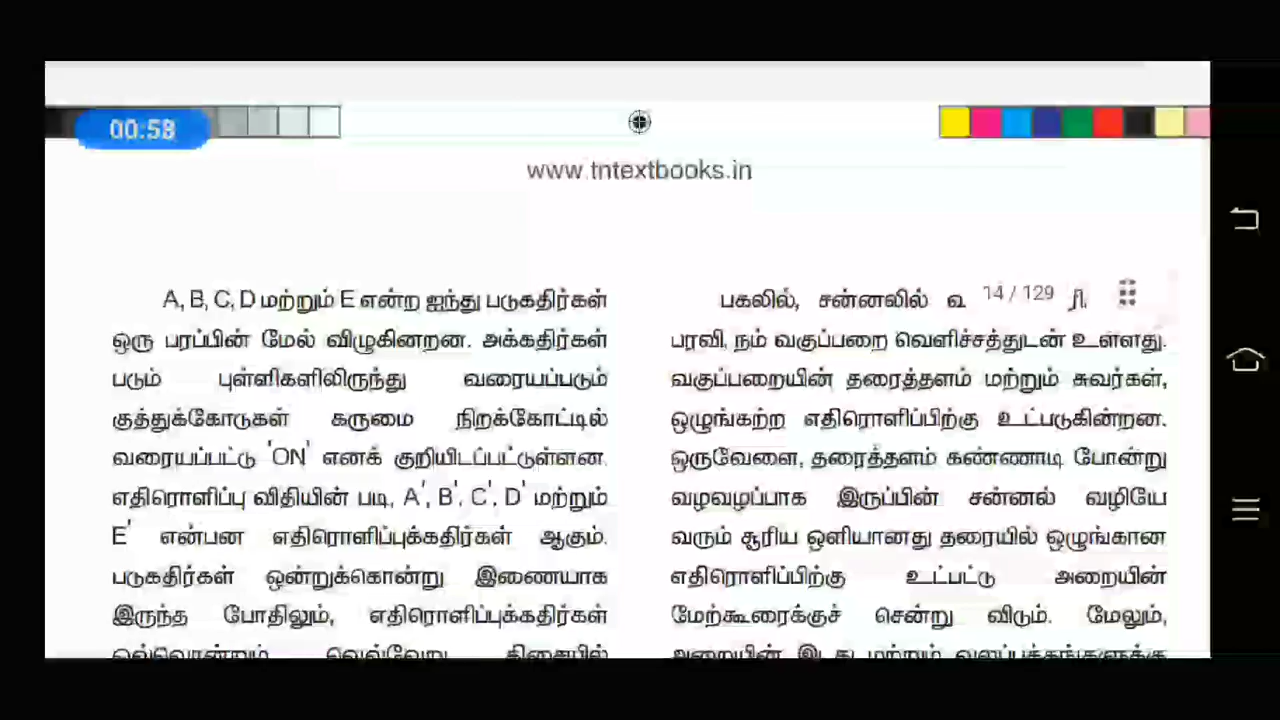 00:58
www.tntextbooks.in
A, B, C, D மற்றும் E என்ற ஐந்து படுகதிர்கள்
ஒரு பரப்பின் மேல் விழுகின்றன. அக்கதிர்கள்
படும் புள்ளிகளிலிருந்து வரையப்படும்
குத்துக்கோடுகள் கருமை நிறக்கோட்டில்
வரையப்பட்டு 'ON' எனக் குறியிடப்பட்டுள்ளன.
எதிரொளிப்பு விதியின் படி, A', B', C', D' மற்றும்
E' என்பன எதிரொளிப்புக்கதிர்கள் ஆகும்.
படுகதிர்கள் ஒன்றுக்கொன்று இணையாக
இருந்த போதிலும், எதிரொளிப்புக்கதிர்கள்
பகலில், சன்னலில்
14 / 129
பரவி, நம் வகுப்பறை வெளிச்சத்துடன் உள்ளது.
வகுப்பறையின் தரைத்தளம் மற்றும் சுவர்கள்,
ஒழுங்கற்ற எதிரொளிப்பிற்கு உட்படுகின்றன.
ஒருவேளை, தரைத்தளம் கண்ணாடி போன்று
வழவழப்பாக இருப்பின் சன்னல் வழியே
வரும் சூரிய ஒளியானது தரையில் ஒழுங்கான
எதிரொளிப்பிற்கு உட்பட்டு அறையின்
மேற்கூரைக்குச் சென்று விடும். மேலும்,